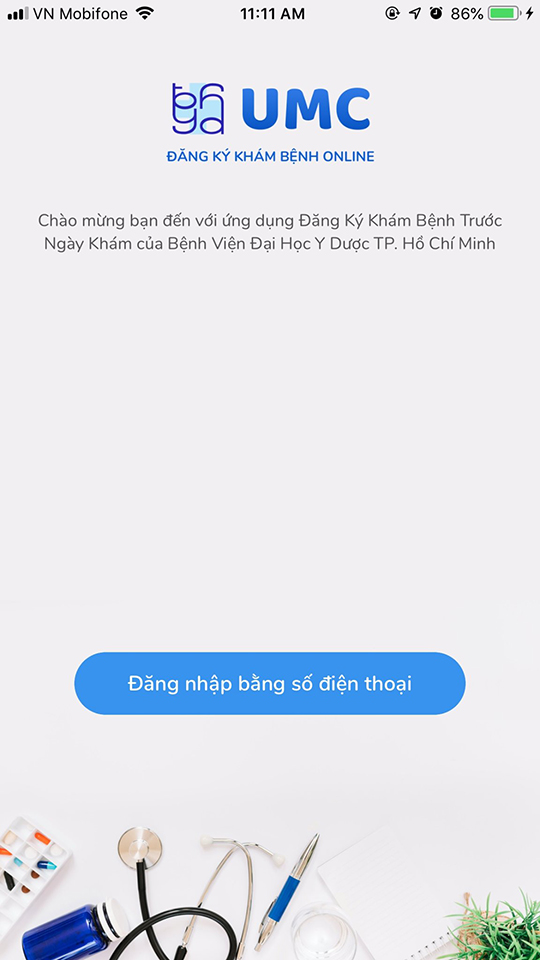 VN Mobifone
11:11 AM
86%
UMC
ĐĂNG KÝ KHÁM BỆNH ONLINE
Chào mừng bạn đến với ứng dụng Đăng Ký Khám Bệnh Trước
Ngày Khám của Bệnh Viện Đại Học Y Dược TP. Hồ Chí Minh
Đăng nhập bằng số điện thoại